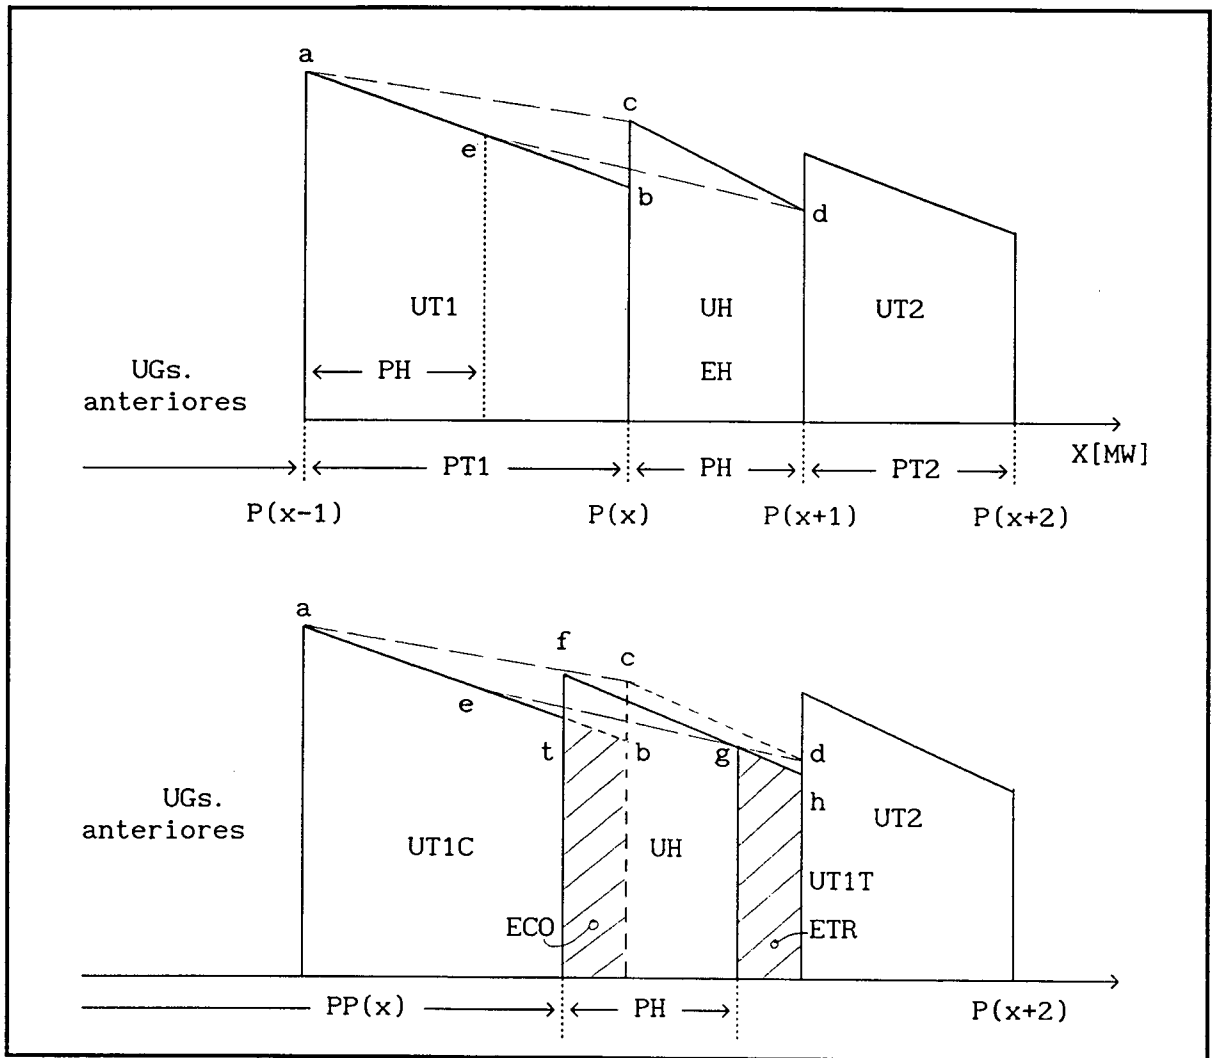 a
c
e
b
d
UT1
UH
UT2
UGs.
PH
EH
anteriores
X[MW]
PT1
PH
PT2
P(x-1)
P(x)
P(x+1)
P(x+2)
a
f
c
e
t
b
g
d
h
UGs.
anteriores
UT2
UT1C
UH
UT1T
ECO
ETR
PP(x)
PH
P(x+2)